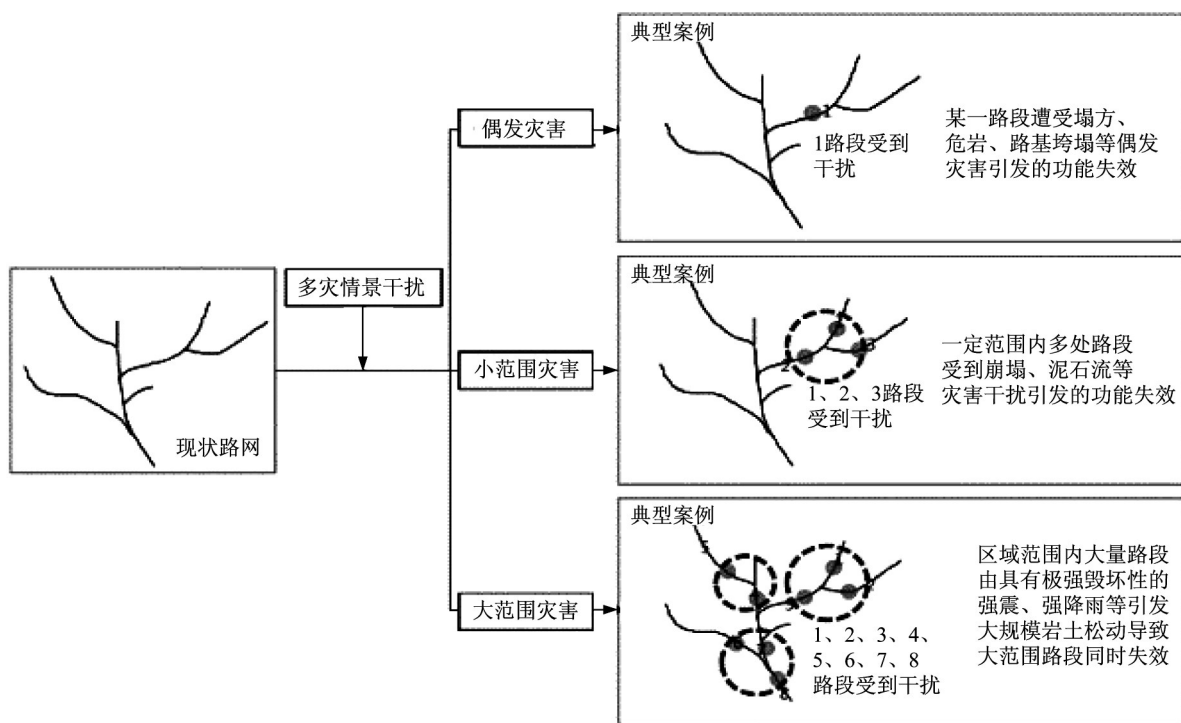 典型案例
1
1路段受到
干扰
某一路段遭受塌方、
危岩、路基垮塌等偶发
灾害引发的功能失效
偶发灾害
多灾情景干扰
现状路网
小范围灾害
典型案例
2
3
1、2、3路段
受到干扰
一定范围内多处路段
受到崩塌、泥石流等
灾害干扰引发的功能失效
大范围灾害
典型案例
5
8
1、2、3、4、
5、6、7、8
路段受到干扰
区域范围内大量路段
由具有极强毁坏性的
强震、强降雨等引发
大规模岩土松动导致
大范围路段同时失效